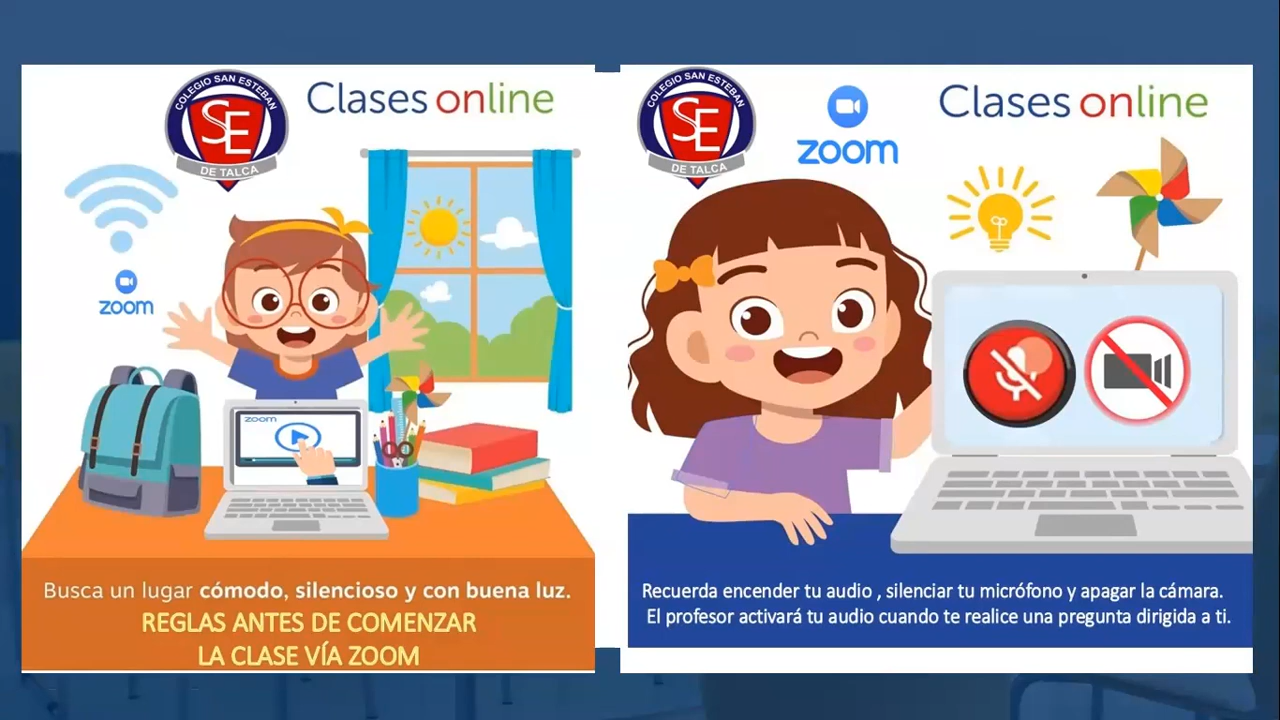 COLEGIO SAN ESTEBAN
SE
DE TALCA
Clases online
zoom
zoom
Busca un lugar cómodo, silencioso y con buena luz.
REGLAS ANTES DE COMENZAR
LA CLASE VÍA ZOOM
COLEGIO SAN ESTEBAN
SE
DE TALCA
zoom
Clases online
Recuerda encender tu audio , silenciar tu micrófono y apagar la cámara.
El profesor activará tu audio cuando te realice una pregunta dirigida a ti.